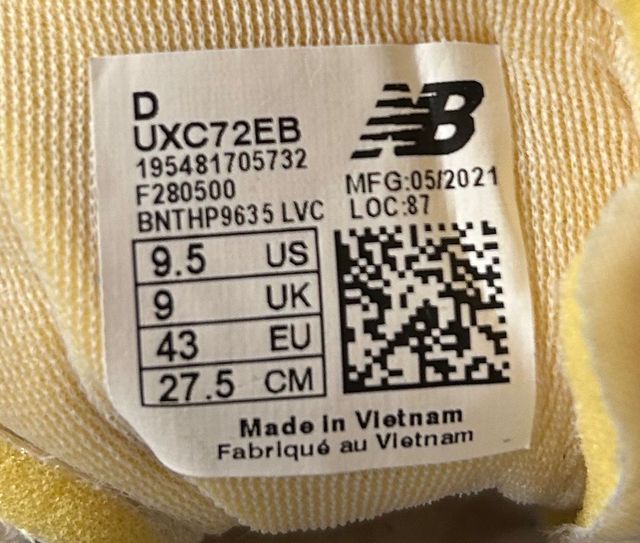 D
UXC72EB
195481705732
F280500
BNTHP9635 LVC
NB
MFG:05/2021
LOC:87
9.5 US
9 UK
43 EU
27.5 CM
Made in Vietnam
Fabriqué au Vietnam